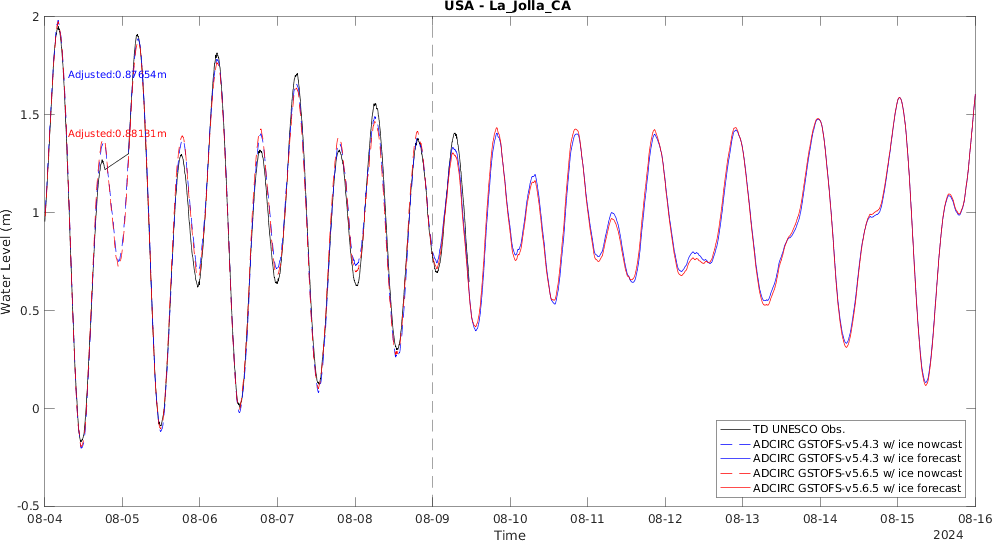 USA - La_Jolla_CA
2
1.5
1
0.5
0
-0.5
Water Level (m)
Adjusted:0.87654m
Adjusted:0.88131m
TD UNESCO Obs.
ADCIRC GSTOFS-v5.4.3 w/ ice nowcast
ADCIRC GSTOFS-v5.4.3 w/ ice forecast
ADCIRC GSTOFS-v5.6.5 w/ ice nowcast
ADCIRC GSTOFS-v5.6.5 w/ ice forecast
08-04 08-05 08-06 08-07 08-08 08-09 08-10 08-11 08-12 08-13 08-14 08-15 08-16
Time
2024